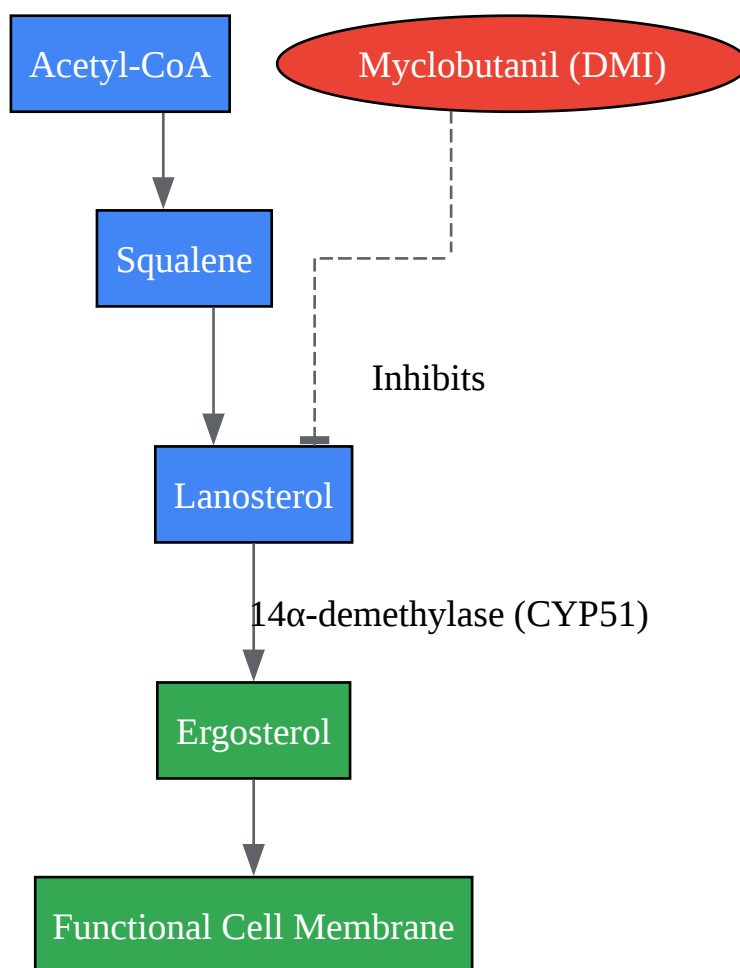 Acetyl-CoA
Myclobutanil (DMI)
Squalene
Inhibits
Lanosterol
14α-demethylase (CYP51)
Ergosterol
Functional Cell Membrane